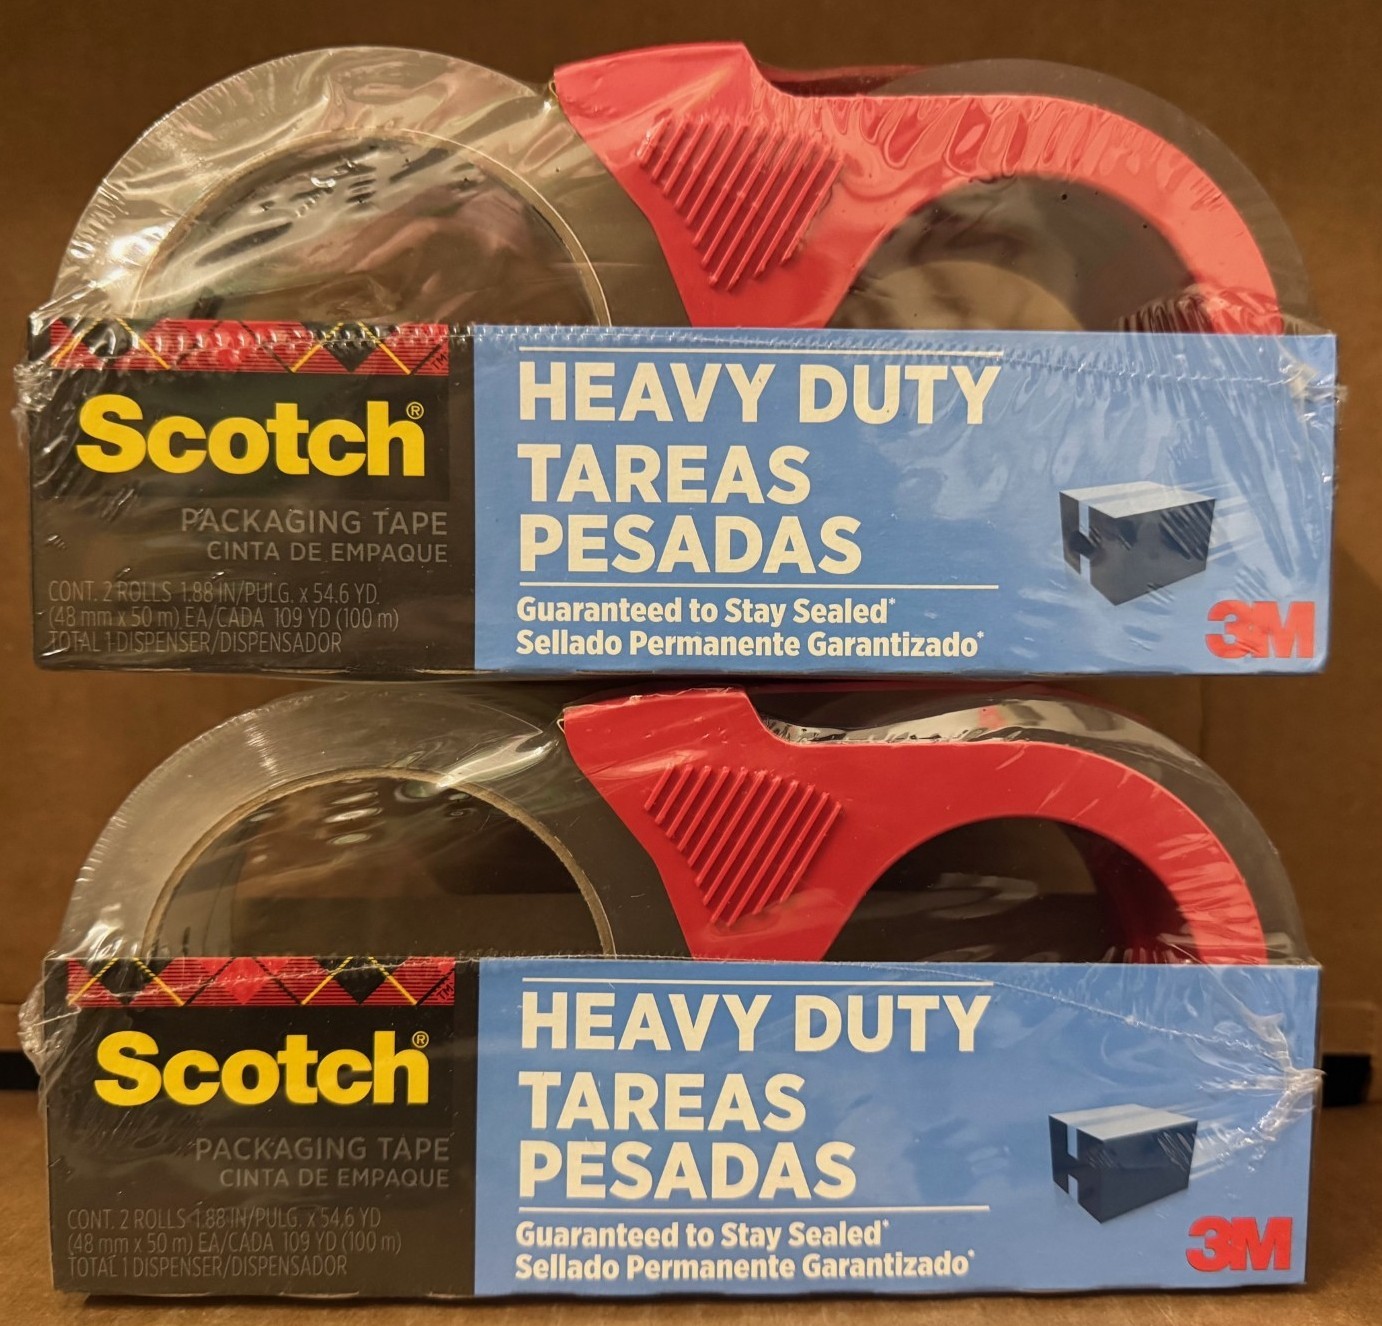 Scotch®
PACKAGING TAPE
CINTA DE EMPAQUE
CONT. 2 ROLLS 1.88 IN/PULG. x 54.6 YD.
(48 mm x 50 m) EA/CADA 109 YD (100 m)
TOTAL 1 DISPENSER/DISPENSADOR
TM
HEAVY DUTY
TAREAS
PESADAS
Guaranteed to Stay Sealed*
Sellado Permanente Garantizado*
3M
Scotch®
PACKAGING TAPE
CINTA DE EMPAQUE
CONT. 2 ROLLS 1.88 IN/PULG. x 54.6 YD
(48 mm x 50 m) EA/CADA 109 YD (100 m)
TOTAL 1 DISPENSER/DISPENSADOR
TM
HEAVY DUTY
TAREAS
PESADAS
Guaranteed to Stay Sealed*
Sellado Permanente Garantizado*
3M